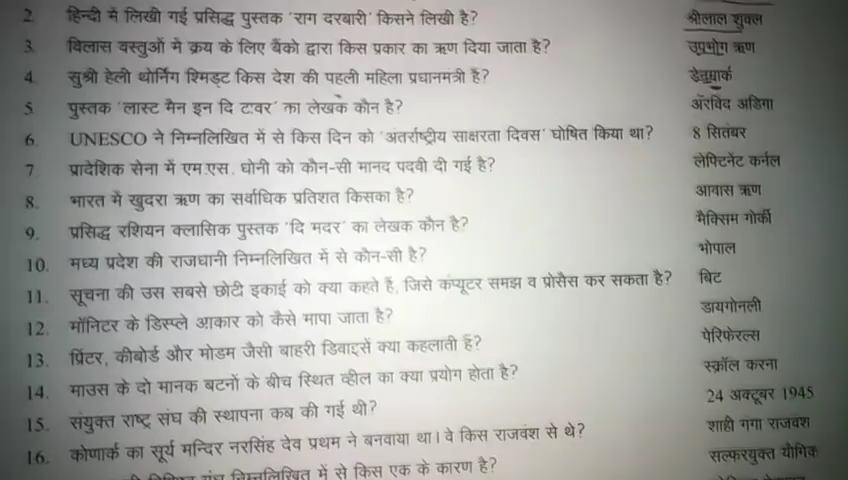 2. हिन्दी में लिखी गई प्रसिद्ध पुस्तक 'राग दरबारी' किसने लिखी है? श्रीलाल शुक्ल
3. विलास वस्तुओं में क्रय के लिए बैंको द्वारा किस प्रकार का ऋण दिया जाता है? उपभोग ऋण
4. सुश्री हेली थोर्निंग श्मिड्ट किस देश की पहली महिला प्रधानमंत्री हैं? डेनमार्क
5. पुस्तक 'लास्ट मैन इन दि टावर' का लेखक कौन है? अरविंद अडिगा
6. UNESCO ने निम्नलिखित में से किस दिन को 'अंतर्राष्ट्रीय साक्षरता दिवस' घोषित किया था? 8 सितंबर
7. प्रादेशिक सेना में एम.एस. धोनी को कौन-सी मानद पदवी दी गई है? लेफ्टिनेंट कर्नल
8. भारत में खुदरा ऋण का सर्वाधिक प्रतिशत किसका है? आवास ऋण
9. प्रसिद्ध रशियन क्लासिक पुस्तक 'दि मदर' का लेखक कौन है? मैक्सिम गोर्की
10. मध्य प्रदेश की राजधानी निम्नलिखित में से कौन-सी है? भोपाल
11. सूचना की उस सबसे छोटी इकाई को क्या कहते हैं, जिसे कंप्यूटर समझ व प्रोसैस कर सकता है? बिट
12. मॉनिटर के डिस्प्ले आकार को कैसे मापा जाता है? डायगोनली
13. प्रिंटर, कीबोर्ड और मोडम जैसी बाहरी डिवाइसें क्या कहलाती हैं? पेरिफेरल्स
14. माउस के दो मानक बटनों के बीच स्थित व्हील का क्या प्रयोग होता है? स्क्रॉल करना
15. संयुक्त राष्ट्र संघ की स्थापना कब की गई थी? 24 अक्टूबर 1945
16. कोणार्क का सूर्य मन्दिर नरसिंह देव प्रथम ने बनवाया था। वे किस राजवंश से थे? शाही गंगा राजवंश
निम्नलिखित में से किस एक के कारण है? सल्फरयुक्त यौगिक